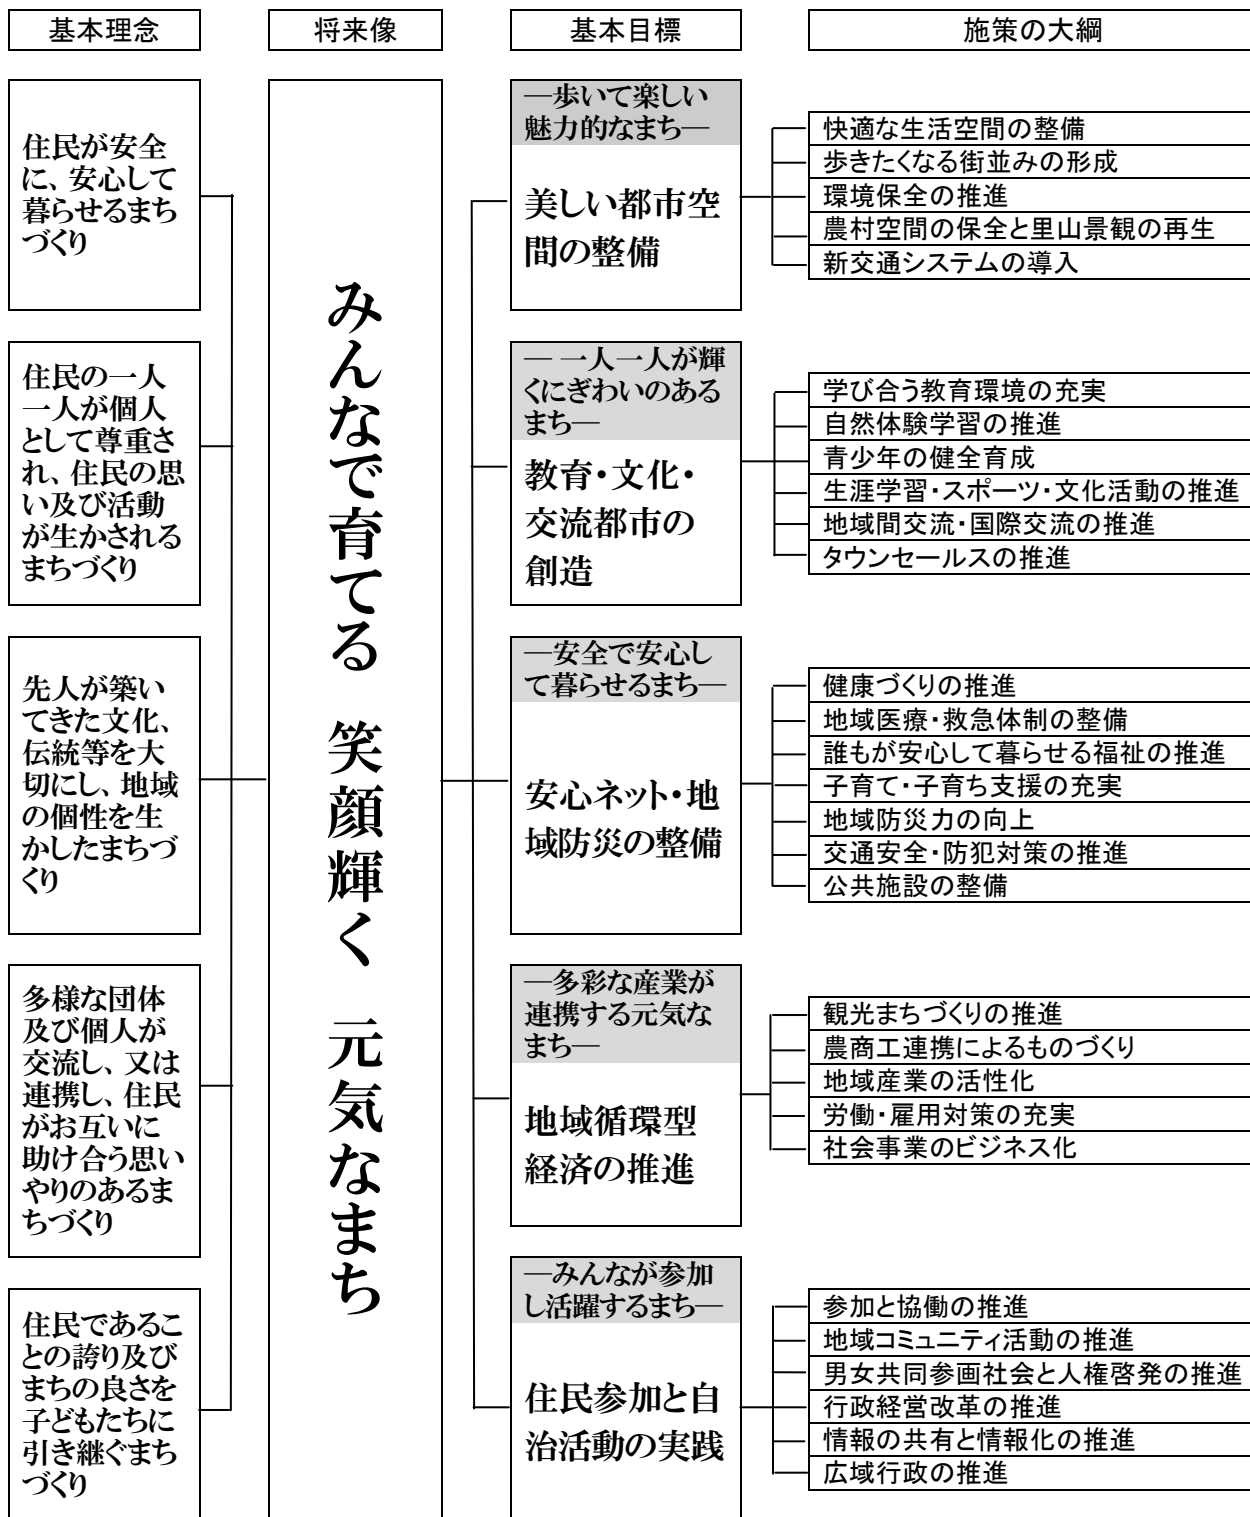 基本理念
将来像
基本目標
施策の大綱
住民が安全
に、安心して
暮らせるまち
づくり
住民の一人
一人が個人
として尊重さ
れ、住民の思
い及び活動
が生かされる
まちづくり
先人が築い
てきた文化、
伝統等を大
切にし、地域
の個性を生
かしたまちづ
くり
多様な団体
及び個人が
交流し、又は
連携し、住民
がお互いに
助け合う思い
やりのあるま
ちづくり
住民であるこ
との誇り及び
まちの良さを
子どもたちに
引き継ぐまち
づくり
みんなで育てる 笑顔輝く 元気なまち
―歩いて楽しい
魅力的なまち―
美しい都市空
間の整備
快適な生活空間の整備
歩きたくなる街並みの形成
環境保全の推進
農村空間の保全と里山景観の再生
新交通システムの導入
― 一人一人が輝
くにぎわいのある
まち―
教育・文化・
交流都市の
創造
学び合う教育環境の充実
自然体験学習の推進
青少年の健全育成
生涯学習・スポーツ・文化活動の推進
地域間交流・国際交流の推進
タウンセールスの推進
―安全で安心し
て暮らせるまち―
安心ネット・地
域防災の整備
健康づくりの推進
地域医療・救急体制の整備
誰もが安心して暮らせる福祉の推進
子育て・子育ち支援の充実
地域防災力の向上
交通安全・防犯対策の推進
公共施設の整備
―多彩な産業が
連携する元気な
まち―
地域循環型
経済の推進
観光まちづくりの推進
農商工連携によるものづくり
地域産業の活性化
労働・雇用対策の充実
社会事業のビジネス化
―みんなが参加
し活躍するまち―
住民参加と自
治活動の実践
参加と協働の推進
地域コミュニティ活動の推進
男女共同参画社会と人権啓発の推進
行政経営改革の推進
情報の共有と情報化の推進
広域行政の推進